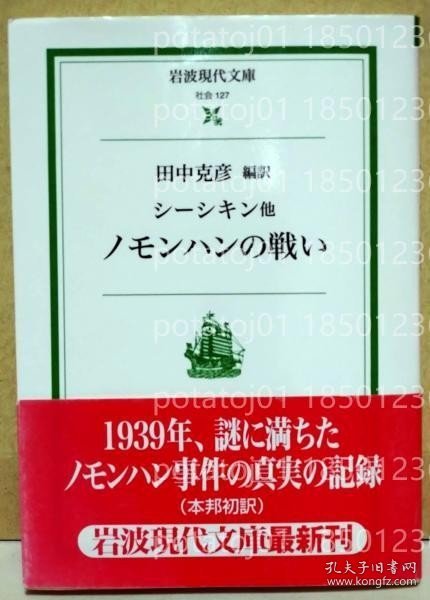 岩波現代文庫
社会 127
田中克彦 編訳
シーシキン他
ノモンハンの戦い
1939年、謎に満ちた
ノモンハン事件の真実の記録
(本邦初訳)
岩波現代文庫最新刊
potatoj01 1850123
孔夫子旧书网
www.kongfz.com